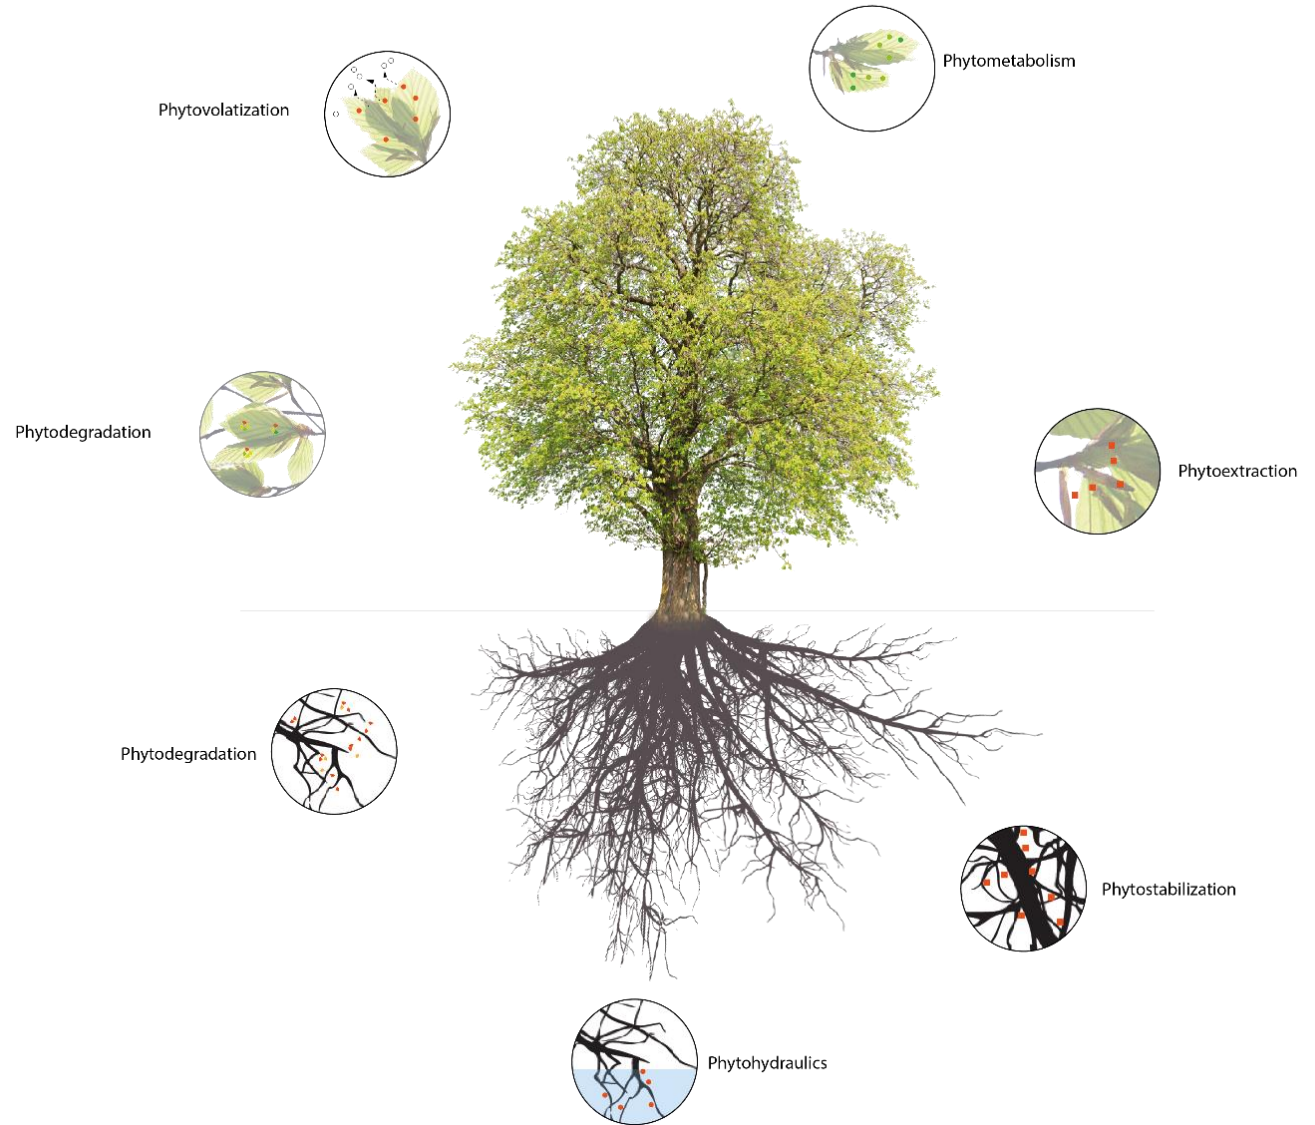 Phytometabolism
Phytovolatization
Phytodegradation
Phytoextraction
Phytodegradation
Phytostabilization
Phytohydraulics